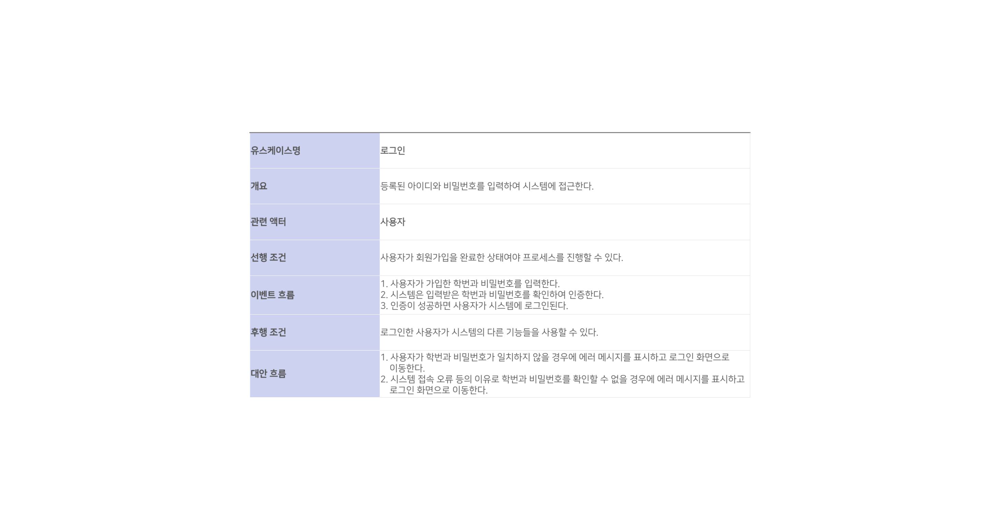 유스케이스명
로그인
개요
등록된 아이디와 비밀번호를 입력하여 시스템에 접근한다.
관련 액터
사용자
선행 조건
사용자가 회원가입을 완료한 상태여야 프로세스를 진행할 수 있다.
이벤트 흐름
1. 사용자가 가입한 학번과 비밀번호를 입력한다.
2. 시스템은 입력받은 학번과 비밀번호를 확인하여 인증한다.
3. 인증이 성공하면 사용자가 시스템에 로그인된다.
후행 조건
로그인한 사용자가 시스템의 다른 기능들을 사용할 수 있다.
대안 흐름
1. 사용자가 학번과 비밀번호가 일치하지 않을 경우에 에러 메시지를 표시하고 로그인 화면으로
이동한다.
2. 시스템 접속 오류 등의 이유로 학번과 비밀번호를 확인할 수 없을 경우에 에러 메시지를 표시하고
로그인 화면으로 이동한다.